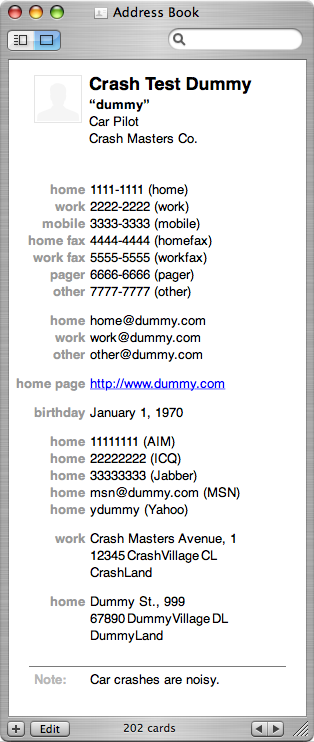 Address Book
Crash Test Dummy
“dummy”
Car Pilot
Crash Masters Co.
home 1111-1111 (home)
work 2222-2222 (work)
mobile 3333-3333 (mobile)
home fax 4444-4444 (homefax)
work fax 5555-5555 (workfax)
pager 6666-6666 (pager)
other 7777-7777 (other)
home home@dummy.com
work work@dummy.com
other other@dummy.com
home page http://www.dummy.com
birthday January 1, 1970
home 11111111 (AIM)
home 22222222 (ICQ)
home 33333333 (Jabber)
home msn@dummy.com (MSN)
home ydummy (Yahoo)
work Crash Masters Avenue, 1
12345 CrashVillage CL
CrashLand
home Dummy St., 999
67890 DummyVillage DL
DummyLand
Note: Car crashes are noisy.
Edit 202 cards